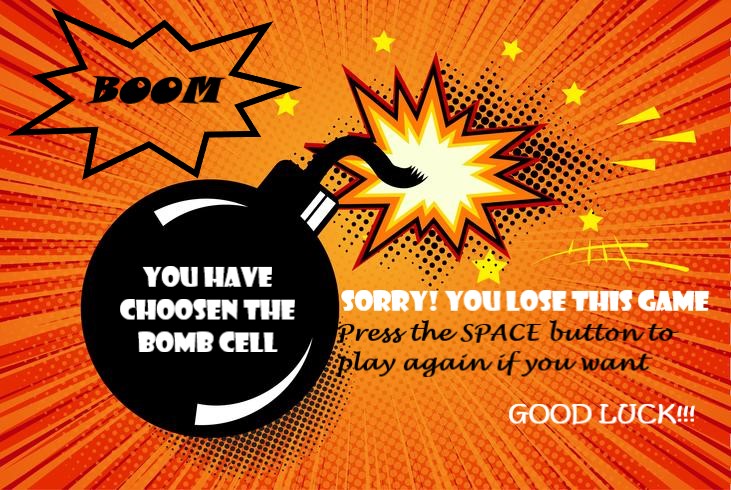 BOOM
YOU HAVE
CHOOSEN THE
BOMB CELL
SORRY! YOU LOSE THIS GAME
Press the SPACE button to
play again if you want
GOOD LUCK!!!